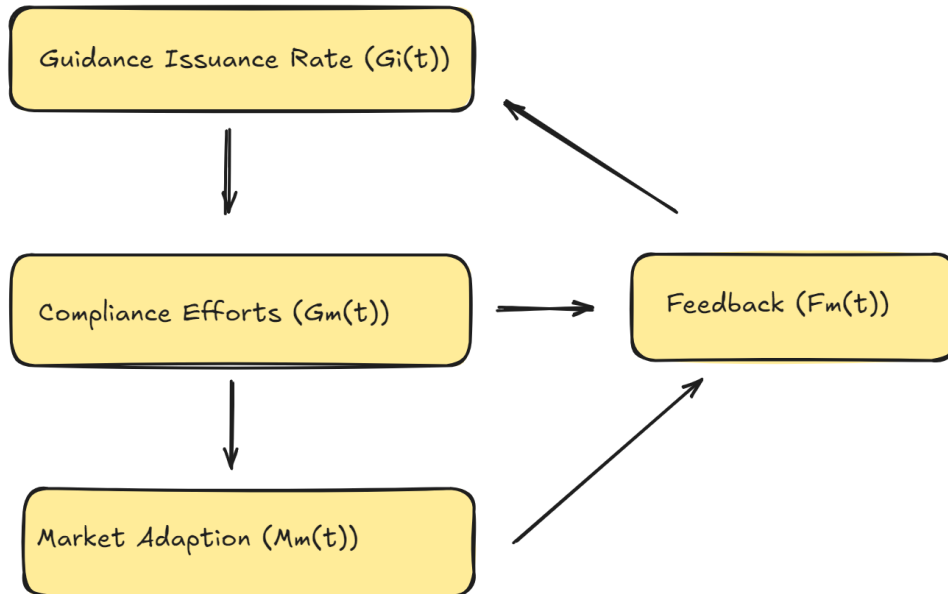 Guidance Issuance Rate (Gi(t))
Compliance Efforts (Gm(t))
Feedback (Fm(t))
Market Adaption (Mm(t))